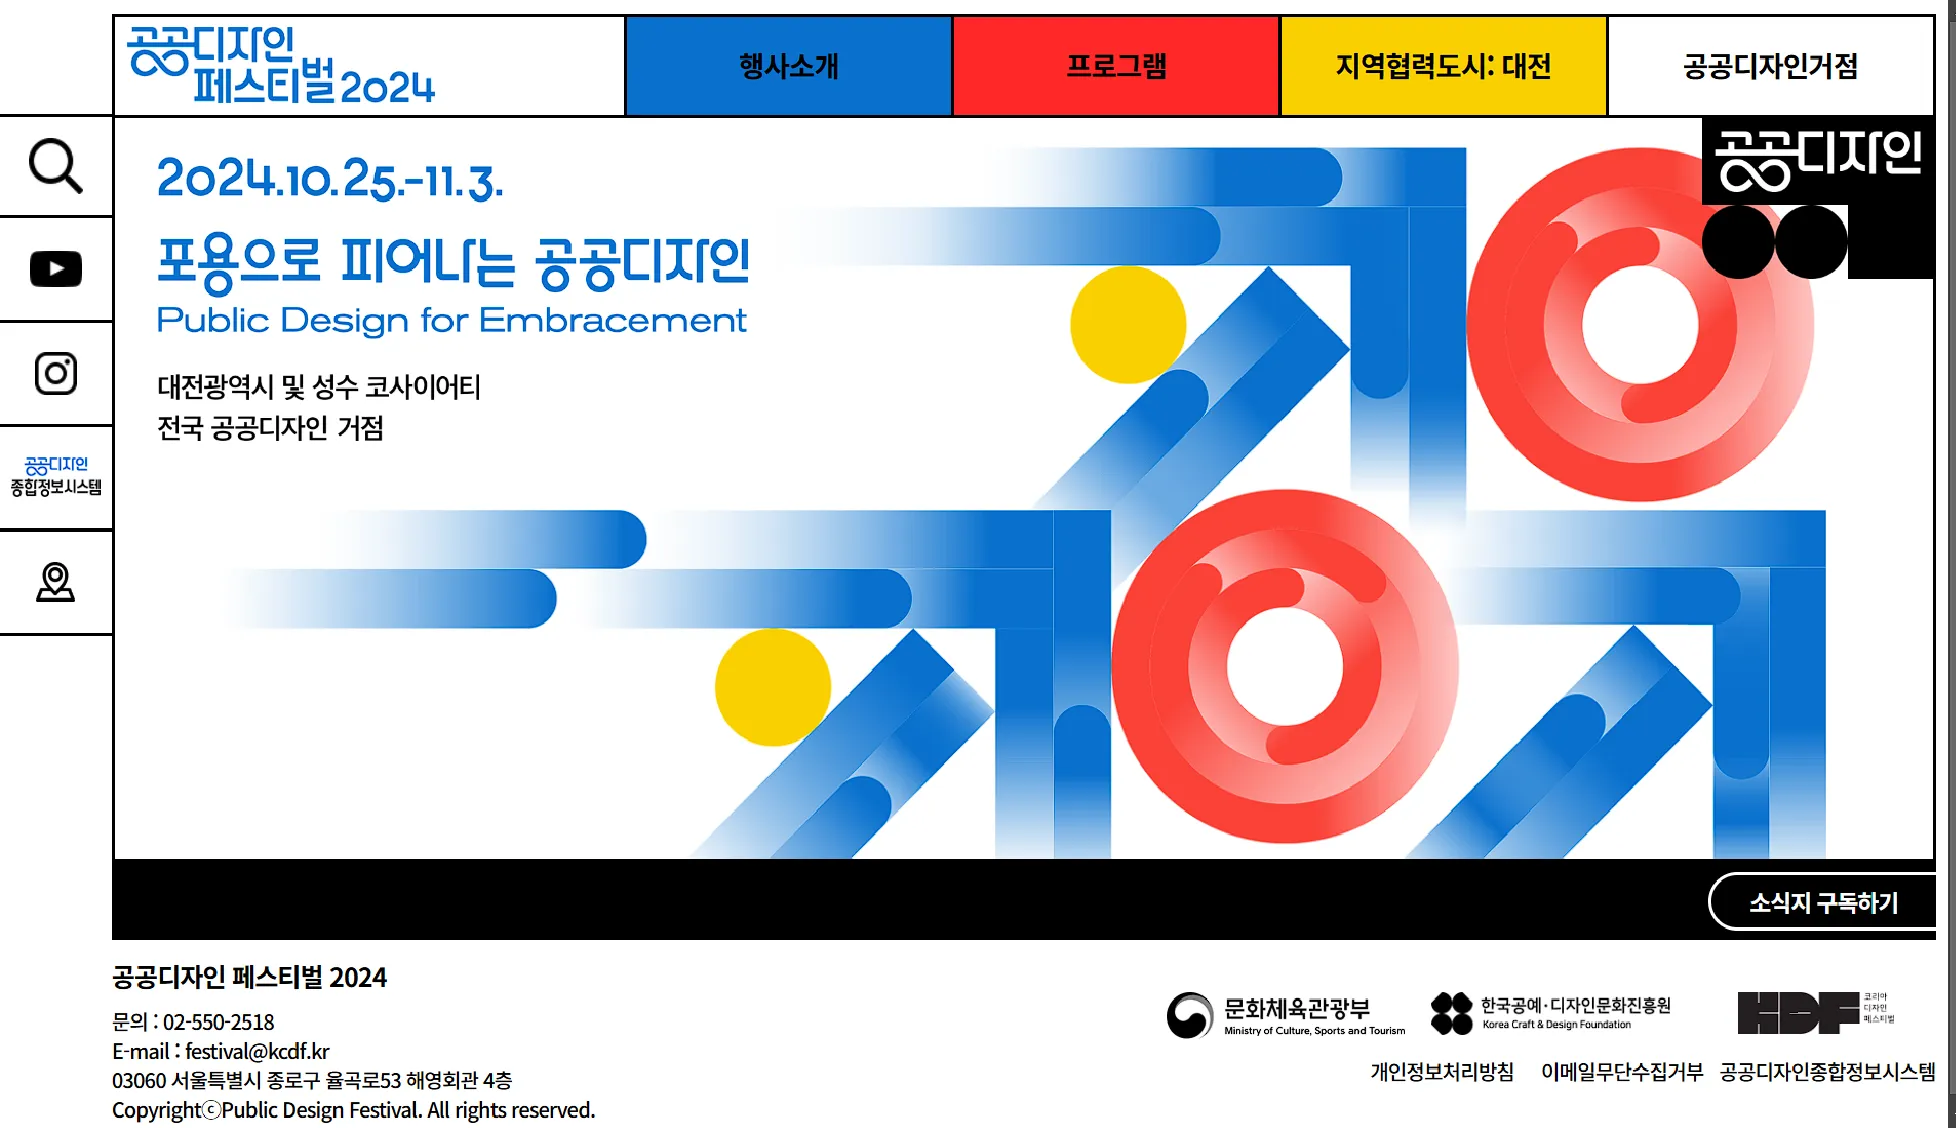 공공디자인
페스티벌 2024
행사소개
프로그램
지역협력도시: 대전
공공디자인거점
공공디자인
2024.10.25.-11.3.
포용으로 피어나는 공공디자인
Public Design for Embracement
대전광역시 및 성수 코사이어티
전국 공공디자인 거점
공공디자인
종합정보시스템
소식지 구독하기
공공디자인 페스티벌 2024
문의 : 02-550-2518
E-mail : festival@kcdf.kr
03060 서울특별시 종로구 율곡로53 해영회관 4층
CopyrightⓒPublic Design Festival. All rights reserved.
문화체육관광부
Ministry of Culture, Sports and Tourism
한국공예·디자인문화진흥원
Korea Craft & Design Foundation
KDF
코리아
디자인
페스티벌
개인정보처리방침 이메일무단수집거부 공공디자인종합정보시스템